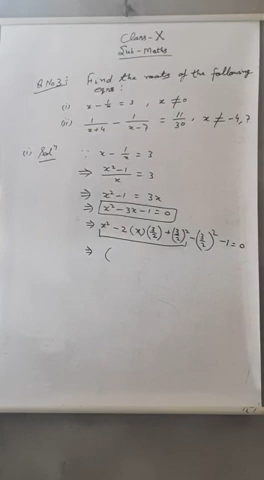 Class-X
Sub-Maths
Q.No3: Find the roots of the following
eqns:
(i) x - 1/x = 3 , x ≠ 0
(ii) 1/(x+4) - 1/(x-7) = 11/30 , x ≠ -4, 7
(i) Solⁿ ∵ x - 1/x = 3
⇒ (x²-1)/x = 3
⇒ x²-1 = 3x
⇒ x²-3x-1=0
⇒ x²-2(x)(3/2)+(3/2)²-(3/2)²-1=0
⇒ (